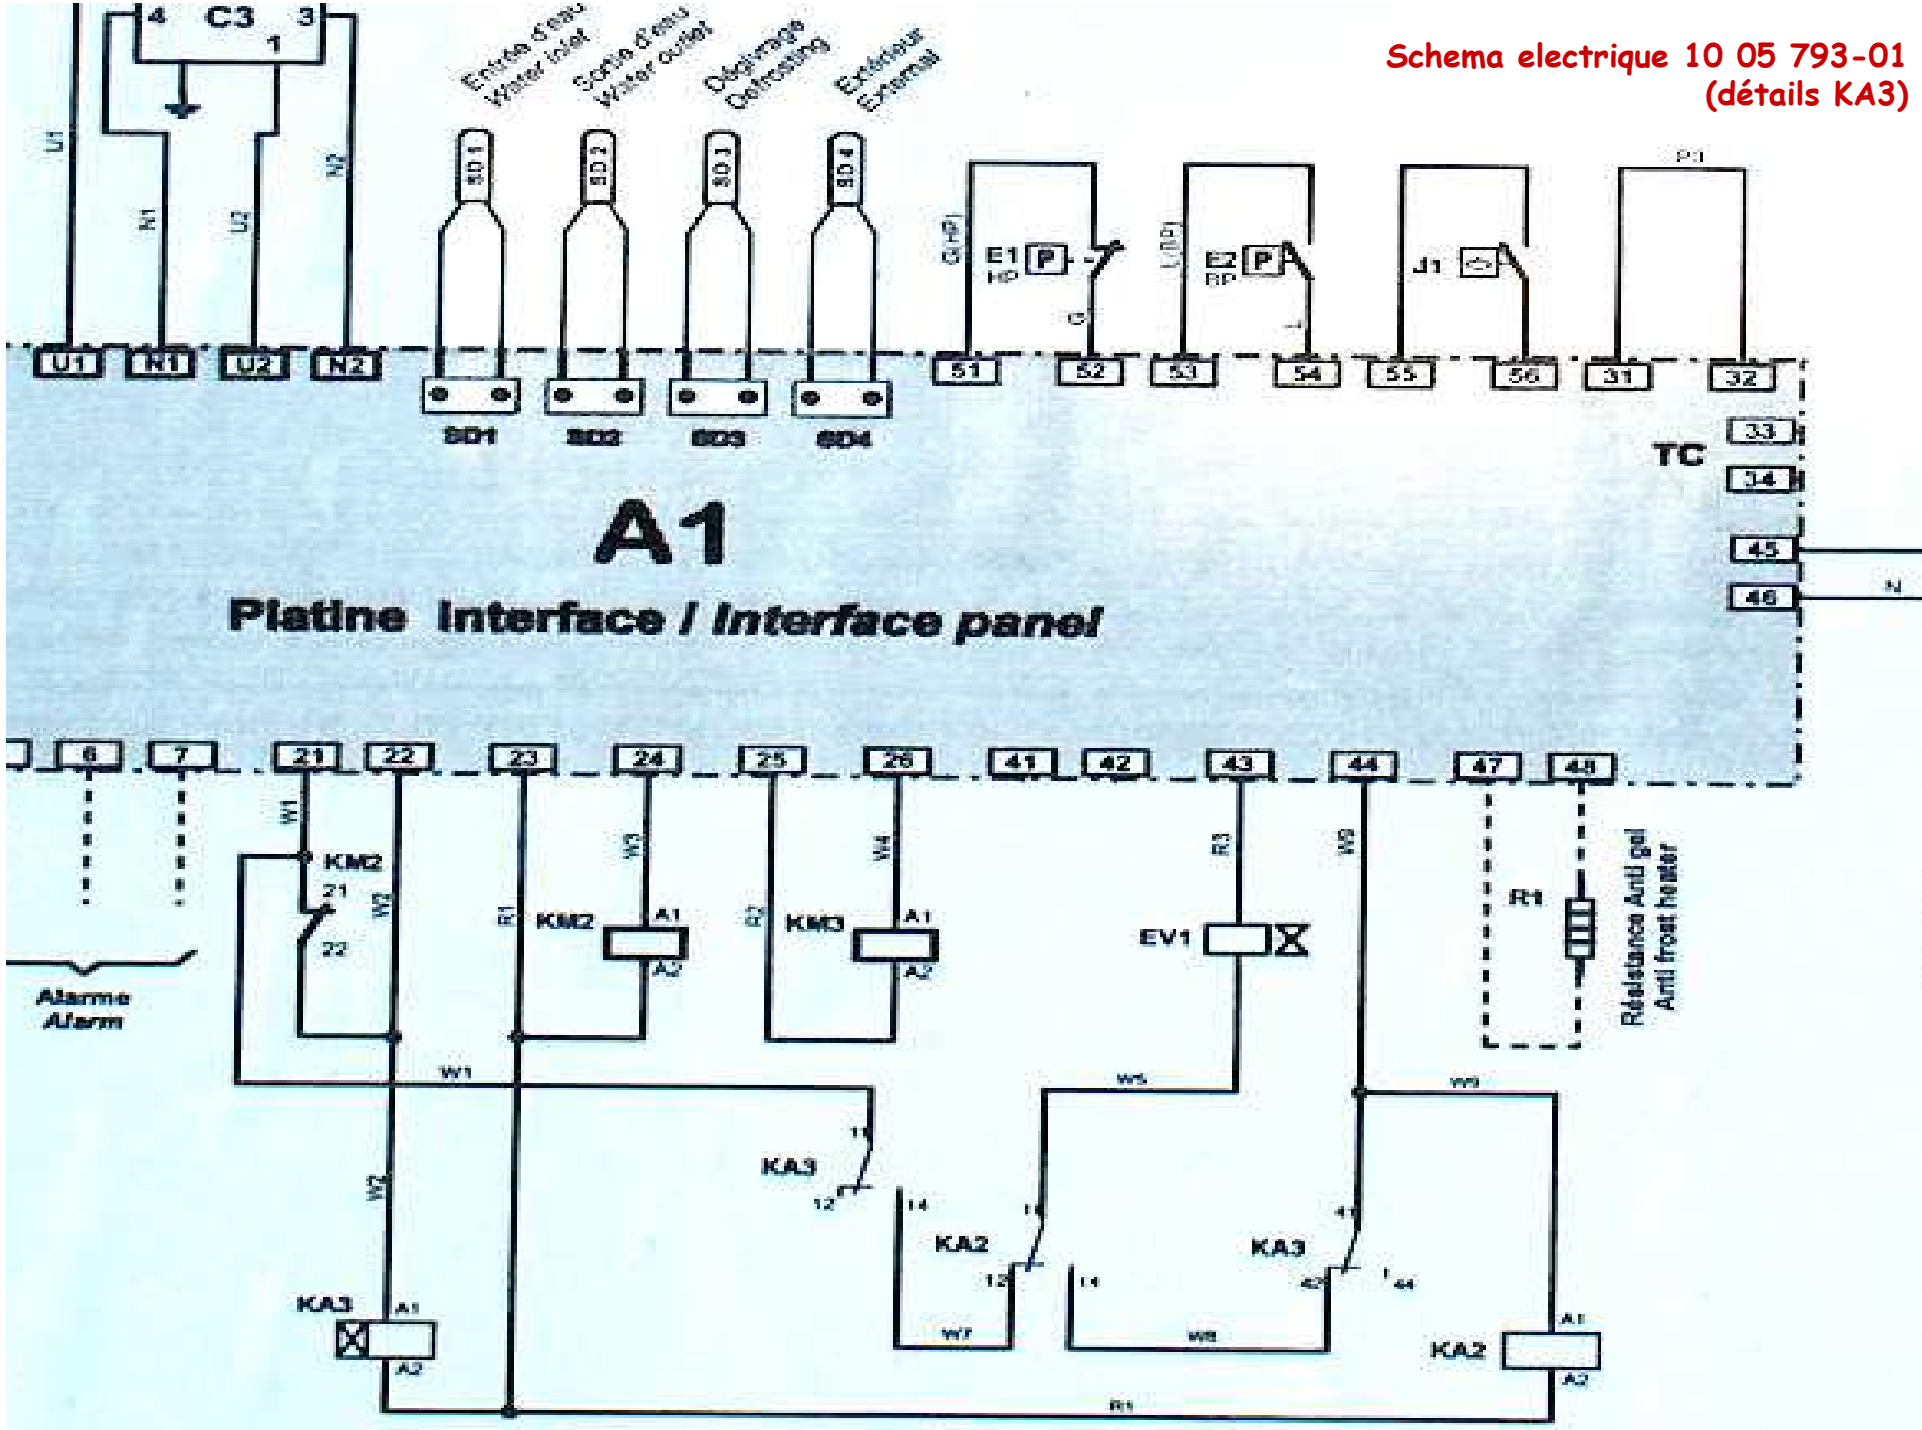 Schema electrique 10 05 793-01
(détails KA3)
4 C3 3
1
Entrée d'eau
Water inlet
Sortie d'eau
Water outlet
Dégivrage
Defrosting
Extérieur
External
U1 N1 U2 N2
SD1 SD2 SD3 SD4
G(HP)
E1 P
HP
G
L(BP)
E2 P
BP
L
J1
U1 N1 U2 N2
51 52 53 54 55 56 31 32
SD1 SD2 SD3 SD4
33
TC
34
45
46
N
A1
Platine Interface / Interface panel
6 7 21 22 23 24 25 26 41 42 43 44 47 48
W1 W2 R1 W3 R2 W4 R3 W9
KM2
21
22
KM2 A1
A2
KM3 A1
A2
EV1
R1
Résistance Anti gel
Anti frost heater
Alarme
Alarm
W1 W5 W9
W2
11
KA3
12 14
11
KA2
12 14
41
KA3
42 44
KA3 A1
A2
W7 W8
A1
KA2
A2
R1